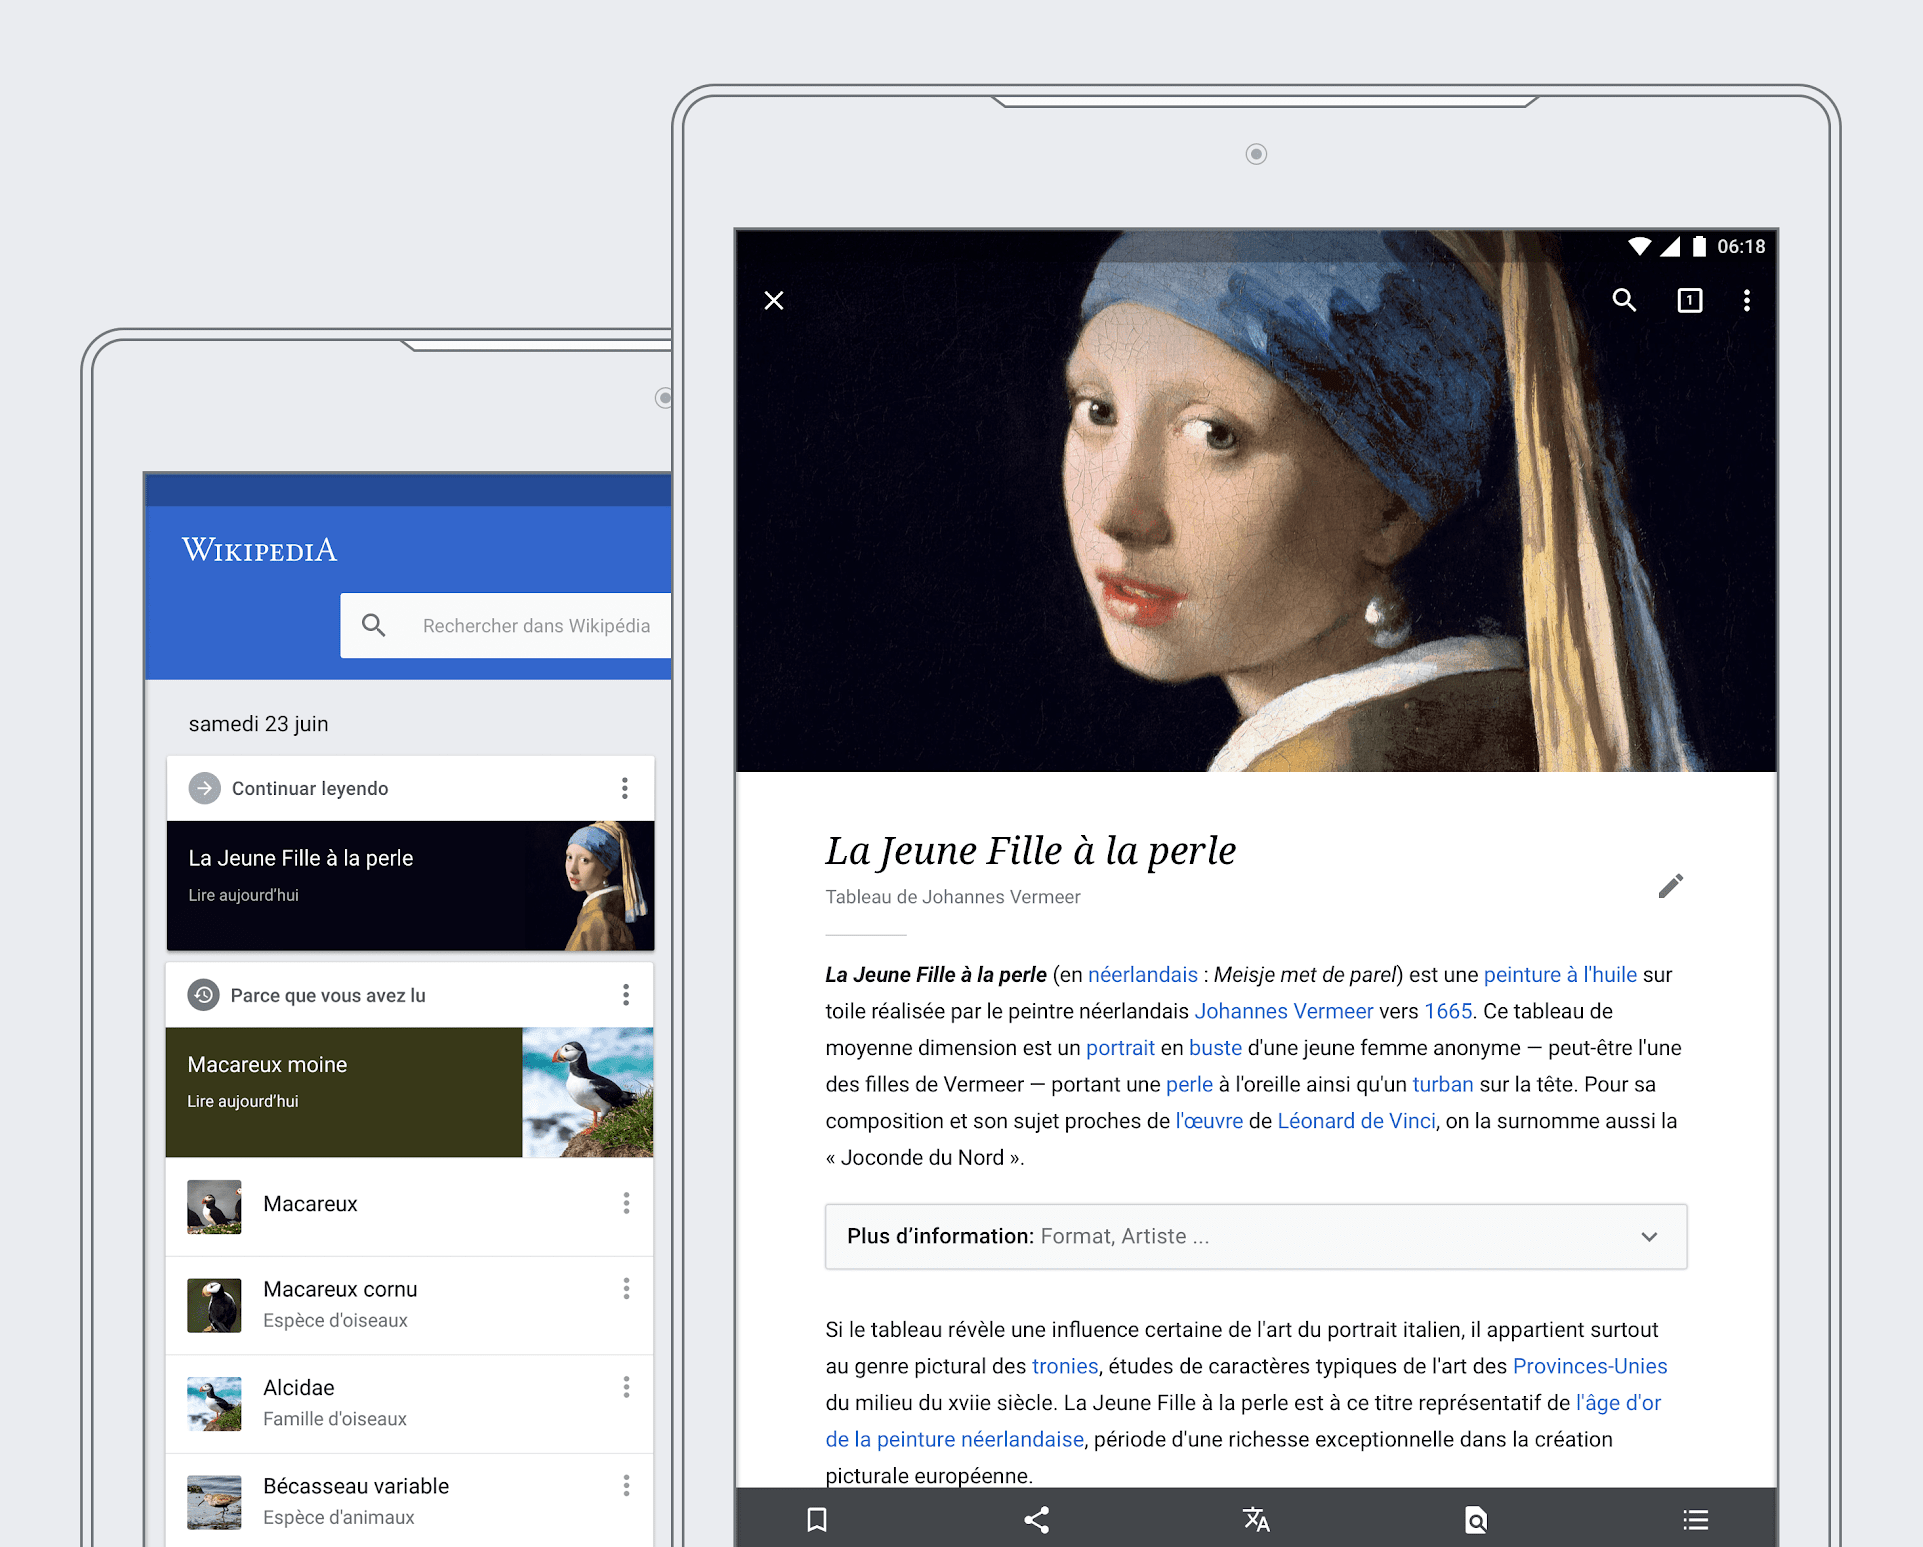 WIKIPEDIA
Rechercher dans Wikipédia
samedi 23 juin
Continuar leyendo
La Jeune Fille à la perle
Lire aujourd'hui
Parce que vous avez lu
Macareux moine
Lire aujourd'hui
Macareux
Macareux cornu
Espèce d'oiseaux
Alcidae
Famille d'oiseaux
Bécasseau variable
Espèce d'animaux
06:18
1
La Jeune Fille à la perle
Tableau de Johannes Vermeer
La Jeune Fille à la perle (en néerlandais : Meisje met de parel) est une peinture à l'huile sur
toile réalisée par le peintre néerlandais Johannes Vermeer vers 1665. Ce tableau de
moyenne dimension est un portrait en buste d'une jeune femme anonyme — peut-être l'une
des filles de Vermeer — portant une perle à l'oreille ainsi qu'un turban sur la tête. Pour sa
composition et son sujet proches de l'œuvre de Léonard de Vinci, on la surnomme aussi la
« Joconde du Nord ».
Plus d'information: Format, Artiste ...
Si le tableau révèle une influence certaine de l'art du portrait italien, il appartient surtout
au genre pictural des tronies, études de caractères typiques de l'art des Provinces-Unies
du milieu du xviie siècle. La Jeune Fille à la perle est à ce titre représentatif de l'âge d'or
de la peinture néerlandaise, période d'une richesse exceptionnelle dans la création
picturale européenne.